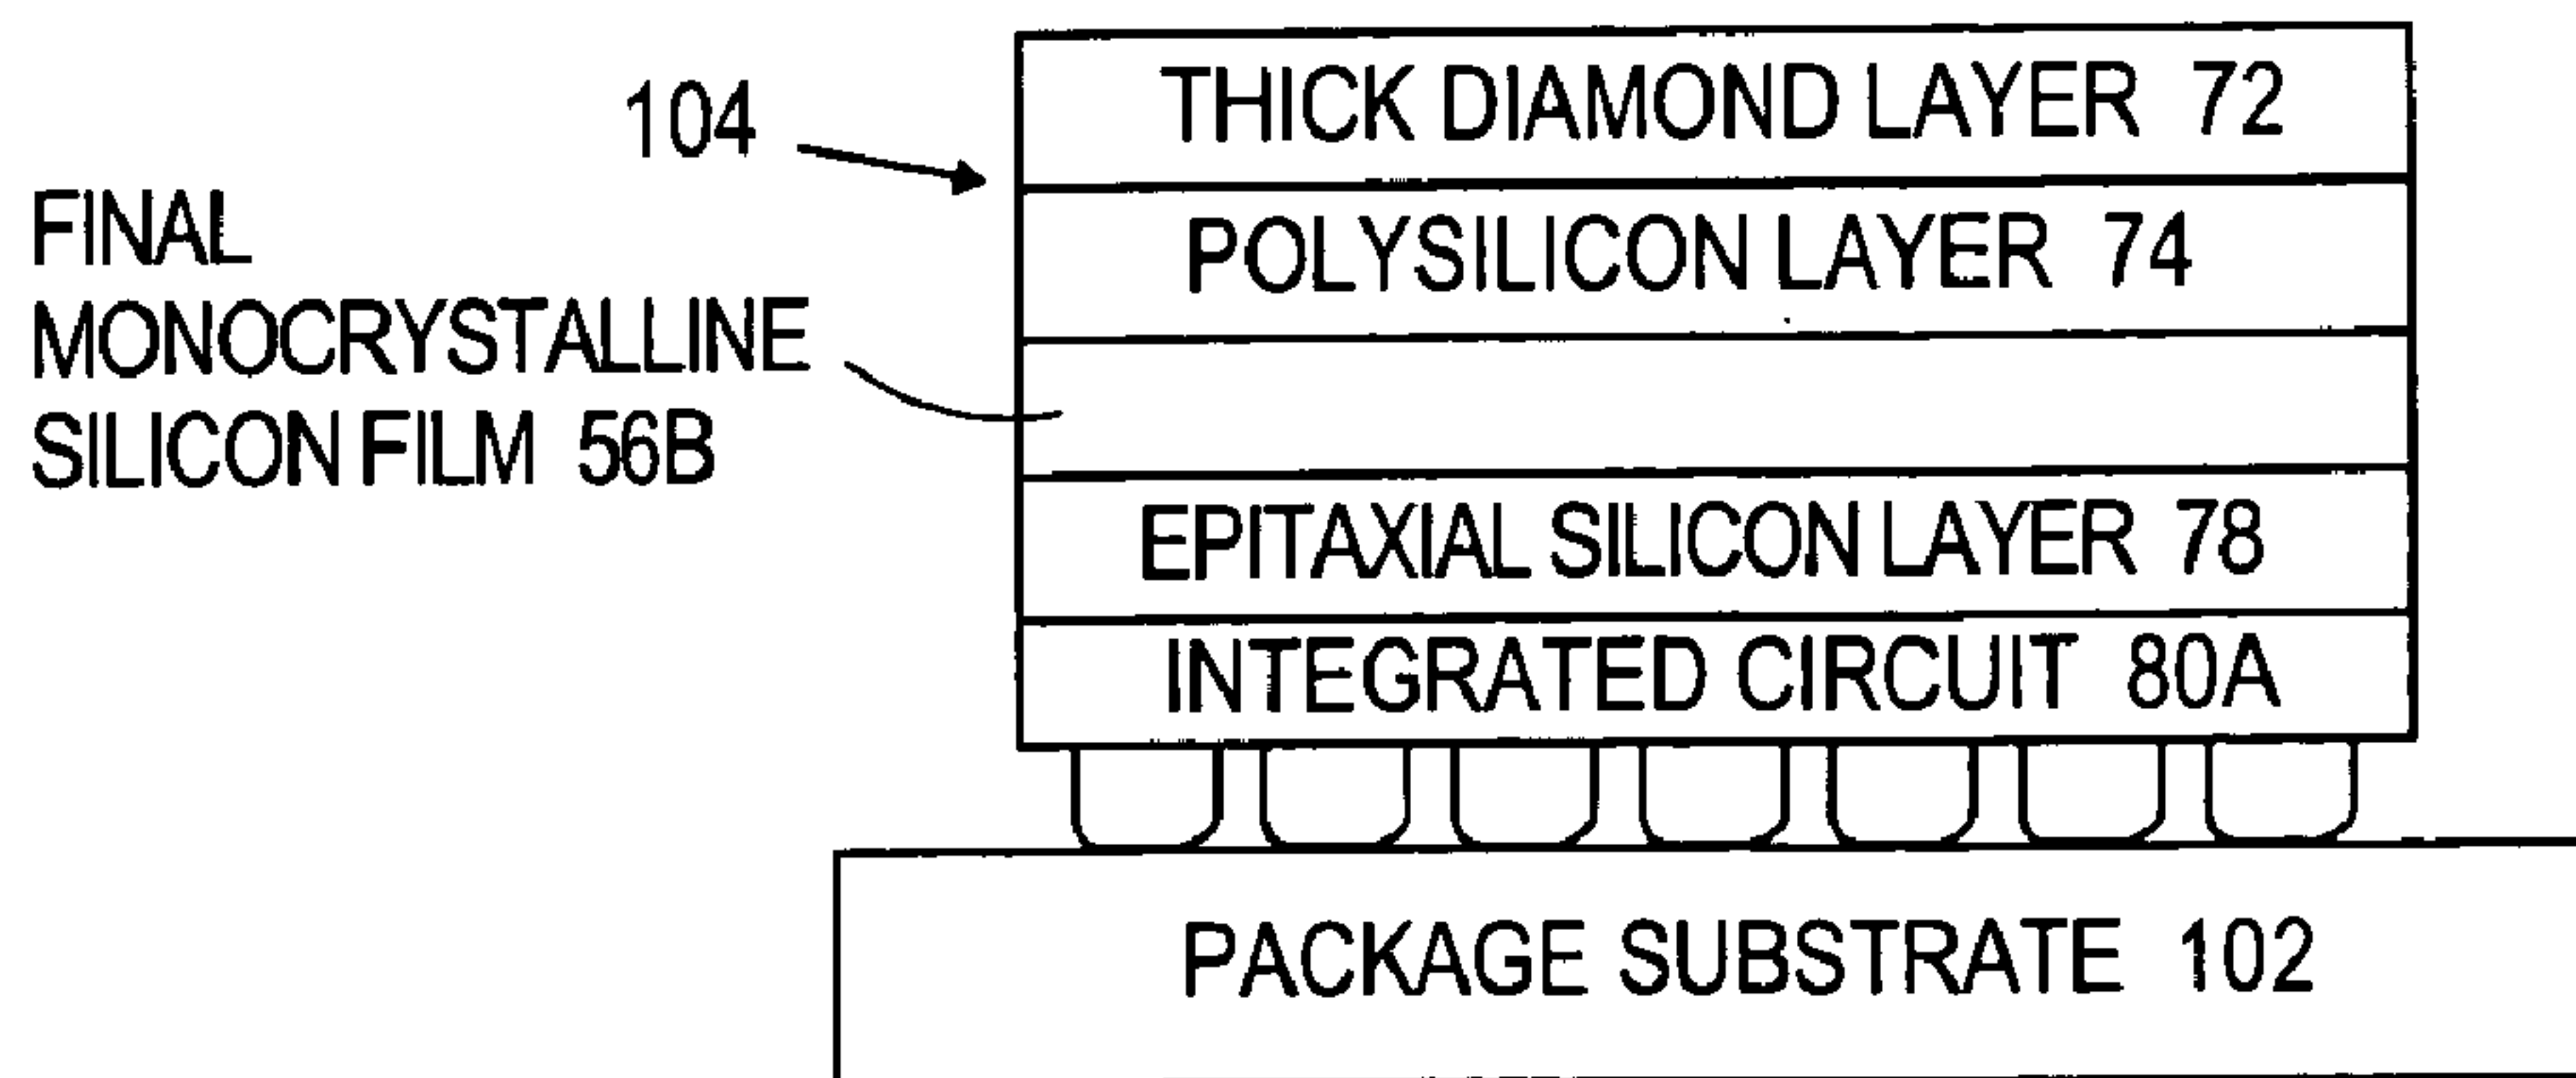 THICK DIAMOND LAYER 72
104
POLYSILICON LAYER 74
FINAL
MONOCRYSTALLINE
SILICON FILM 56B
EPITAXIAL SILICON LAYER 78
INTEGRATED CIRCUIT 80A
PACKAGE SUBSTRATE 102